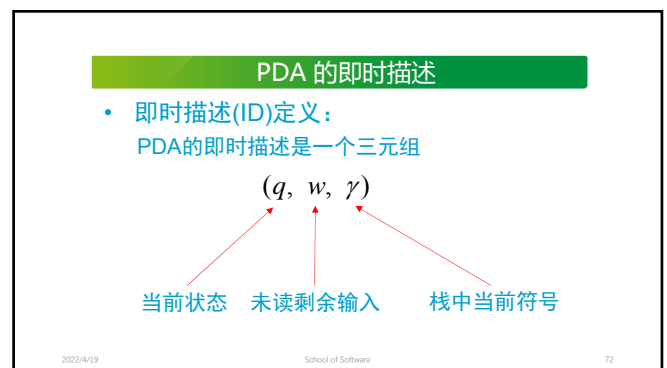 PDA 的即时描述
• 即时描述(ID)定义：
PDA的即时描述是一个三元组
(q, w, γ)
当前状态 未读剩余输入 栈中当前符号
2022/4/19 School of Software 72